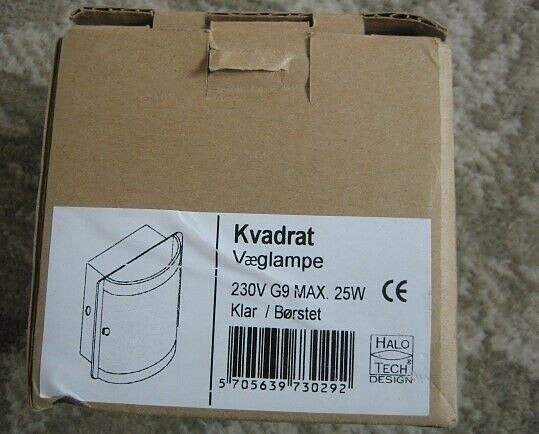 Kvadrat
Væglampe
230V G9 MAX. 25W CE
Klar / Børstet
5 705639 730292
HALO
TECH®
DESIGN